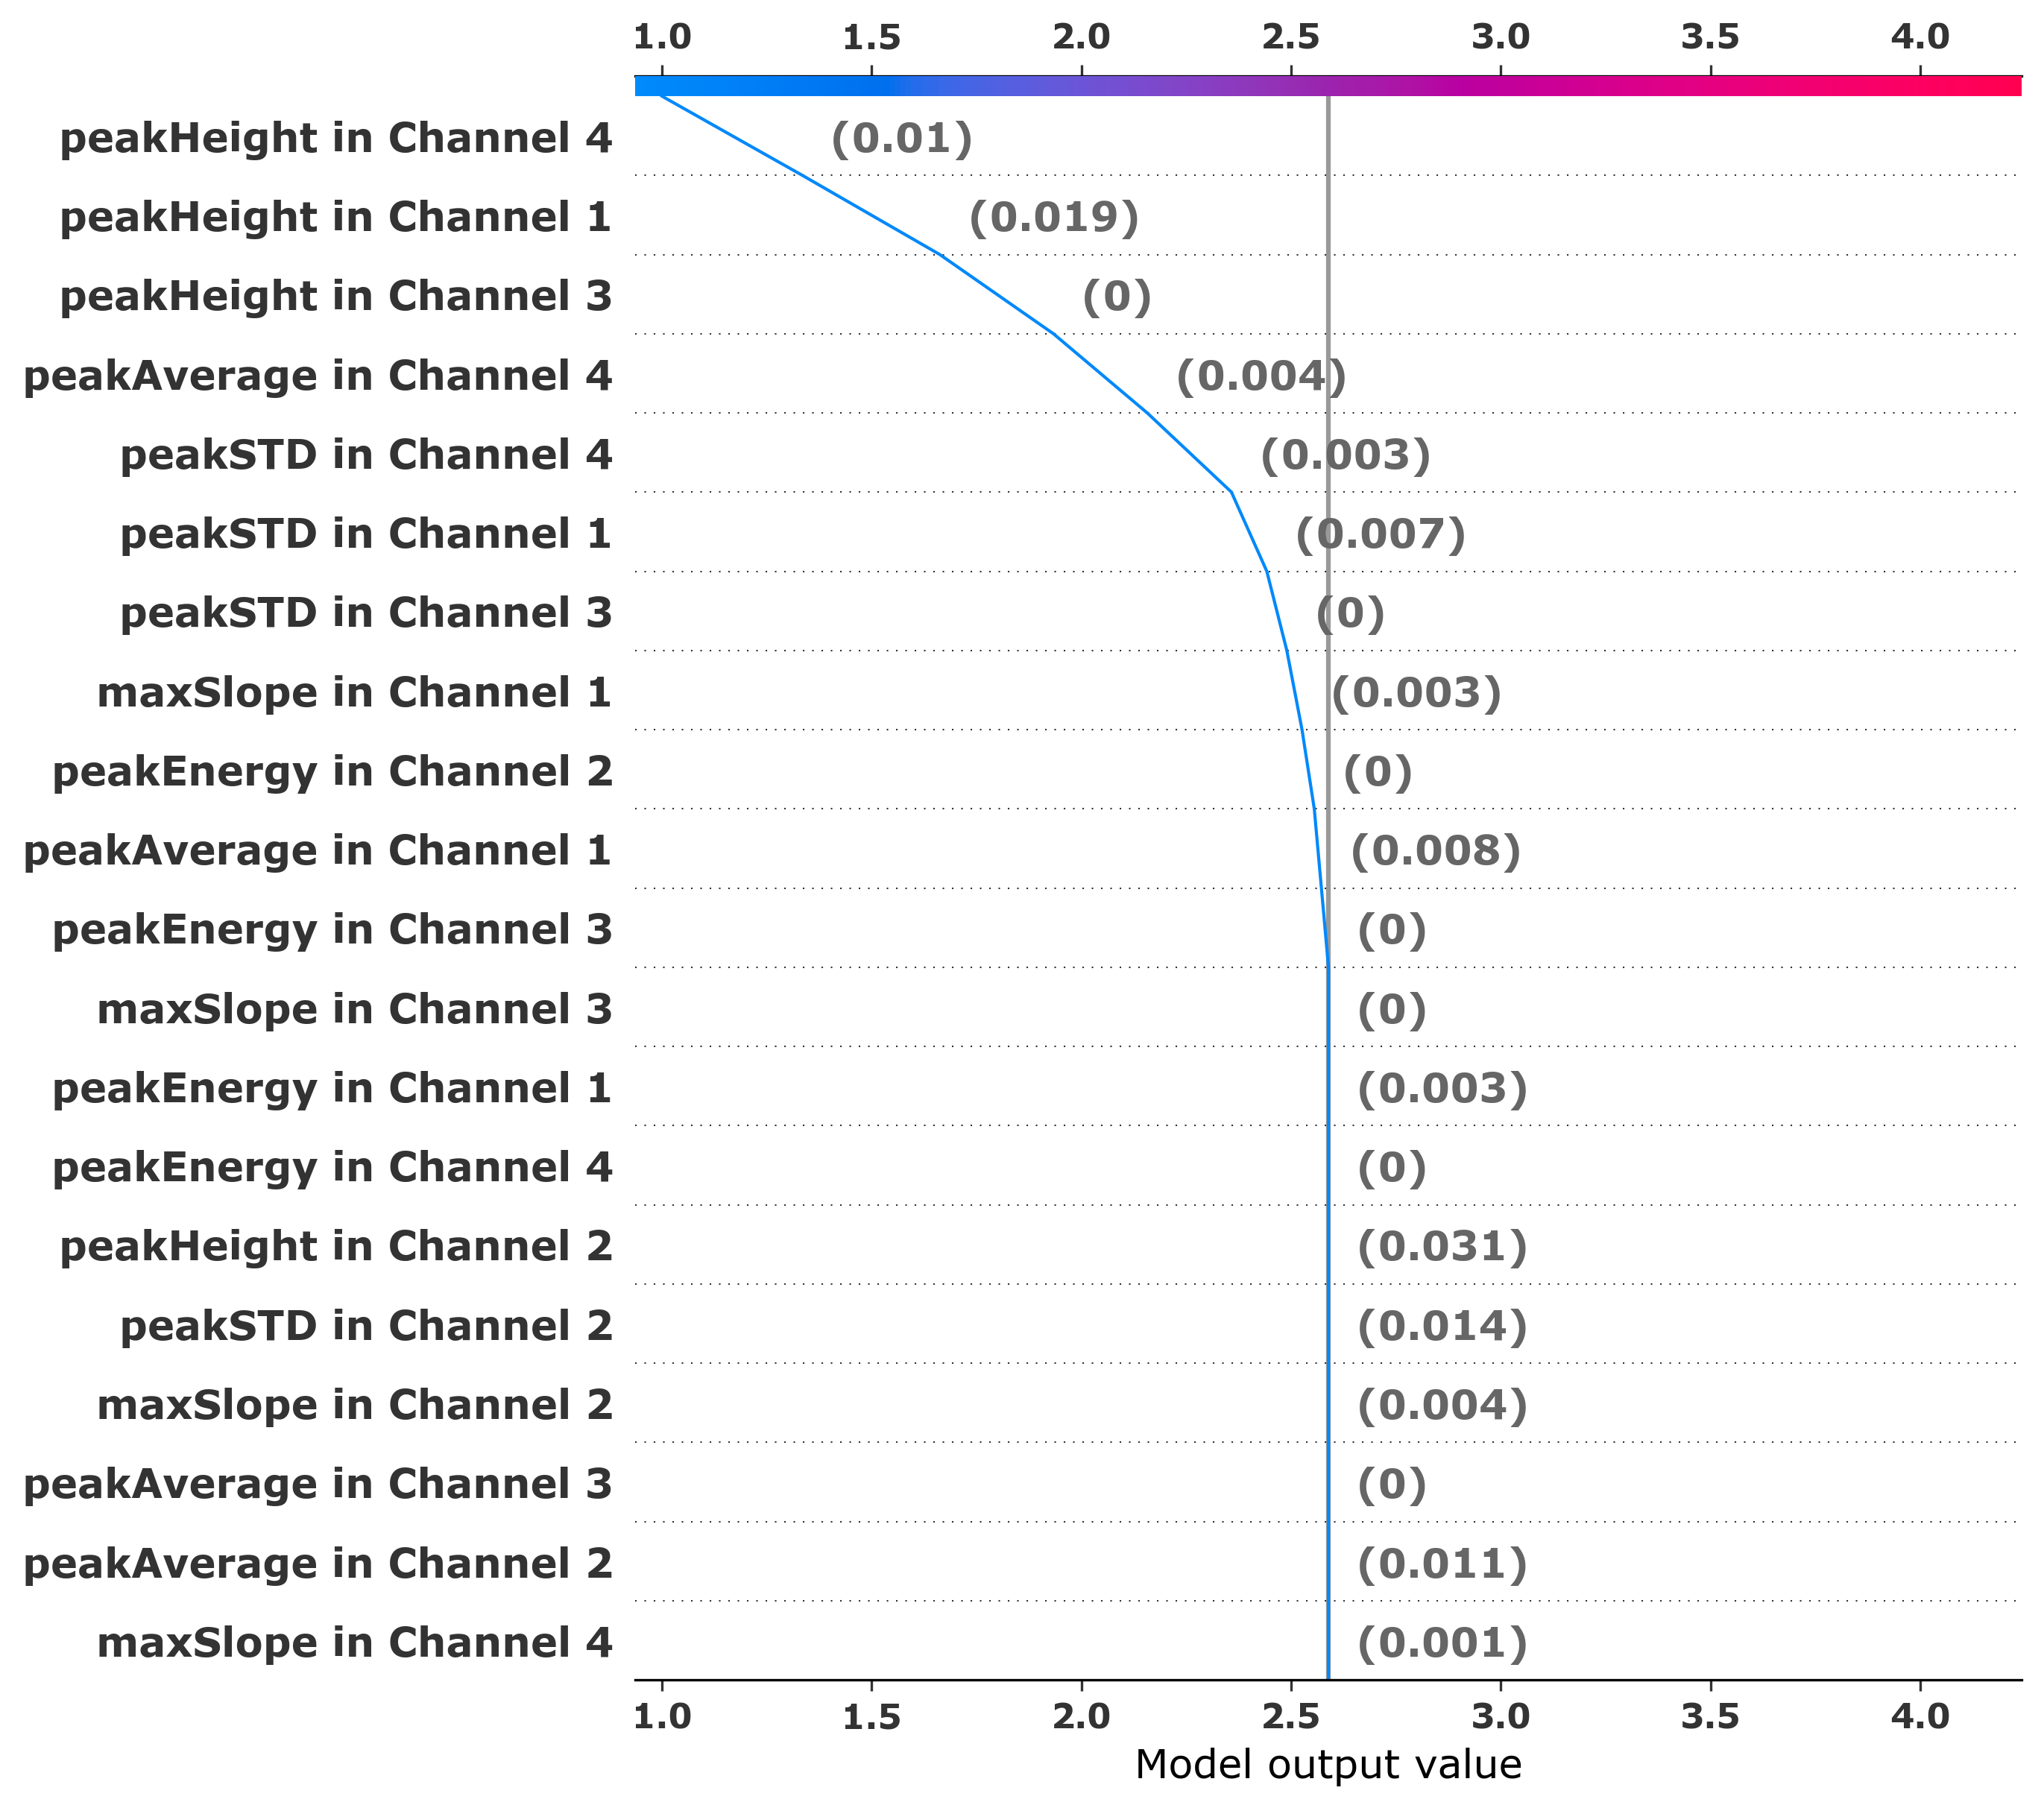 1.0 1.5 2.0 2.5 3.0 3.5 4.0
peakHeight in Channel 4 (0.01)
peakHeight in Channel 1 (0.019)
peakHeight in Channel 3 (0)
peakAverage in Channel 4 (0.004)
peakSTD in Channel 4 (0.003)
peakSTD in Channel 1 (0.007)
peakSTD in Channel 3 (0)
maxSlope in Channel 1 (0.003)
peakEnergy in Channel 2 (0)
peakAverage in Channel 1 (0.008)
peakEnergy in Channel 3 (0)
maxSlope in Channel 3 (0)
peakEnergy in Channel 1 (0.003)
peakEnergy in Channel 4 (0)
peakHeight in Channel 2 (0.031)
peakSTD in Channel 2 (0.014)
maxSlope in Channel 2 (0.004)
peakAverage in Channel 3 (0)
peakAverage in Channel 2 (0.011)
maxSlope in Channel 4 (0.001)
1.0 1.5 2.0 2.5 3.0 3.5 4.0
Model output value